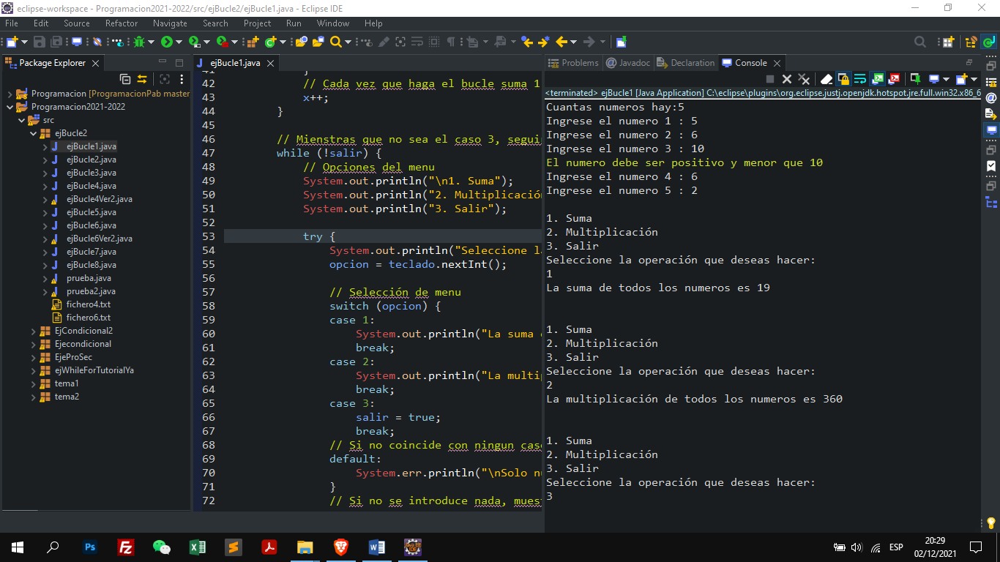 eclipse-workspace - Programacion2021-2022/src/ejBucle2/ejBucle1.java - Eclipse IDE
File Edit Source Refactor Navigate Search Project Run Window Help
Package Explorer
Programacion [ProgramacionPab master
Programacion2021-2022
src
ejBucle2
ejBucle1.java
ejBucle2.java
ejBucle3.java
ejBucle4.java
ejBucle4Ver2.java
ejBucle5.java
ejBucle6.java
ejBucle6Ver2.java
ejBucle7.java
ejBucle8.java
prueba.java
prueba2.java
fichero4.txt
fichero6.txt
EjCondicional2
Ejecondicional
EjeProSec
ejWhileForTutorialYa
tema1
tema2
ejBucle1.java
41 }
42 // Cada vez que haga el bucle suma 1
43 x++;
44 }
45
46 // Mienstras que no sea el caso 3, segui
47 while (!salir) {
48 // Opciones del menu
49 System.out.println("\n1. Suma");
50 System.out.println("2. Multiplicación
51 System.out.println("3. Salir");
52
53 try {
54 System.out.println("Seleccione l
55 opcion = teclado.nextInt();
56
57 // Selección de menu
58 switch (opcion) {
59 case 1:
60 System.out.println("La suma
61 break;
62 case 2:
63 System.out.println("La multip
64 break;
65 case 3:
66 salir = true;
67 break;
68 // Si no coincide con ningun cas
69 default:
70 System.err.println("\nSolo n
71 }
72 // Si no se introduce nada, mues
Problems Javadoc Declaration Console
<terminated> ejBucle1 [Java Application] C:\eclipse\plugins\org.eclipse.justj.openjdk.hotspot.jre.full.win32.x86_6
Cuantas numeros hay:5
Ingrese el numero 1 : 5
Ingrese el numero 2 : 6
Ingrese el numero 3 : 10
El numero debe ser positivo y menor que 10
Ingrese el numero 4 : 6
Ingrese el numero 5 : 2
1. Suma
2. Multiplicación
3. Salir
Seleccione la operación que deseas hacer:
1
La suma de todos los numeros es 19
1. Suma
2. Multiplicación
3. Salir
Seleccione la operación que deseas hacer:
2
La multiplicación de todos los numeros es 360
1. Suma
2. Multiplicación
3. Salir
Seleccione la operación que deseas hacer:
3
Ps
Fz
ESP
20:29
02/12/2021